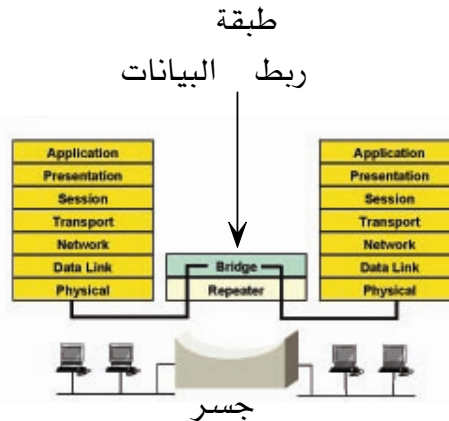 طبقة
ربط البيانات
Application
Presentation
Session
Transport
Network
Data Link
Physical
Bridge
Repeater
Application
Presentation
Session
Transport
Network
Data Link
Physical
جسر